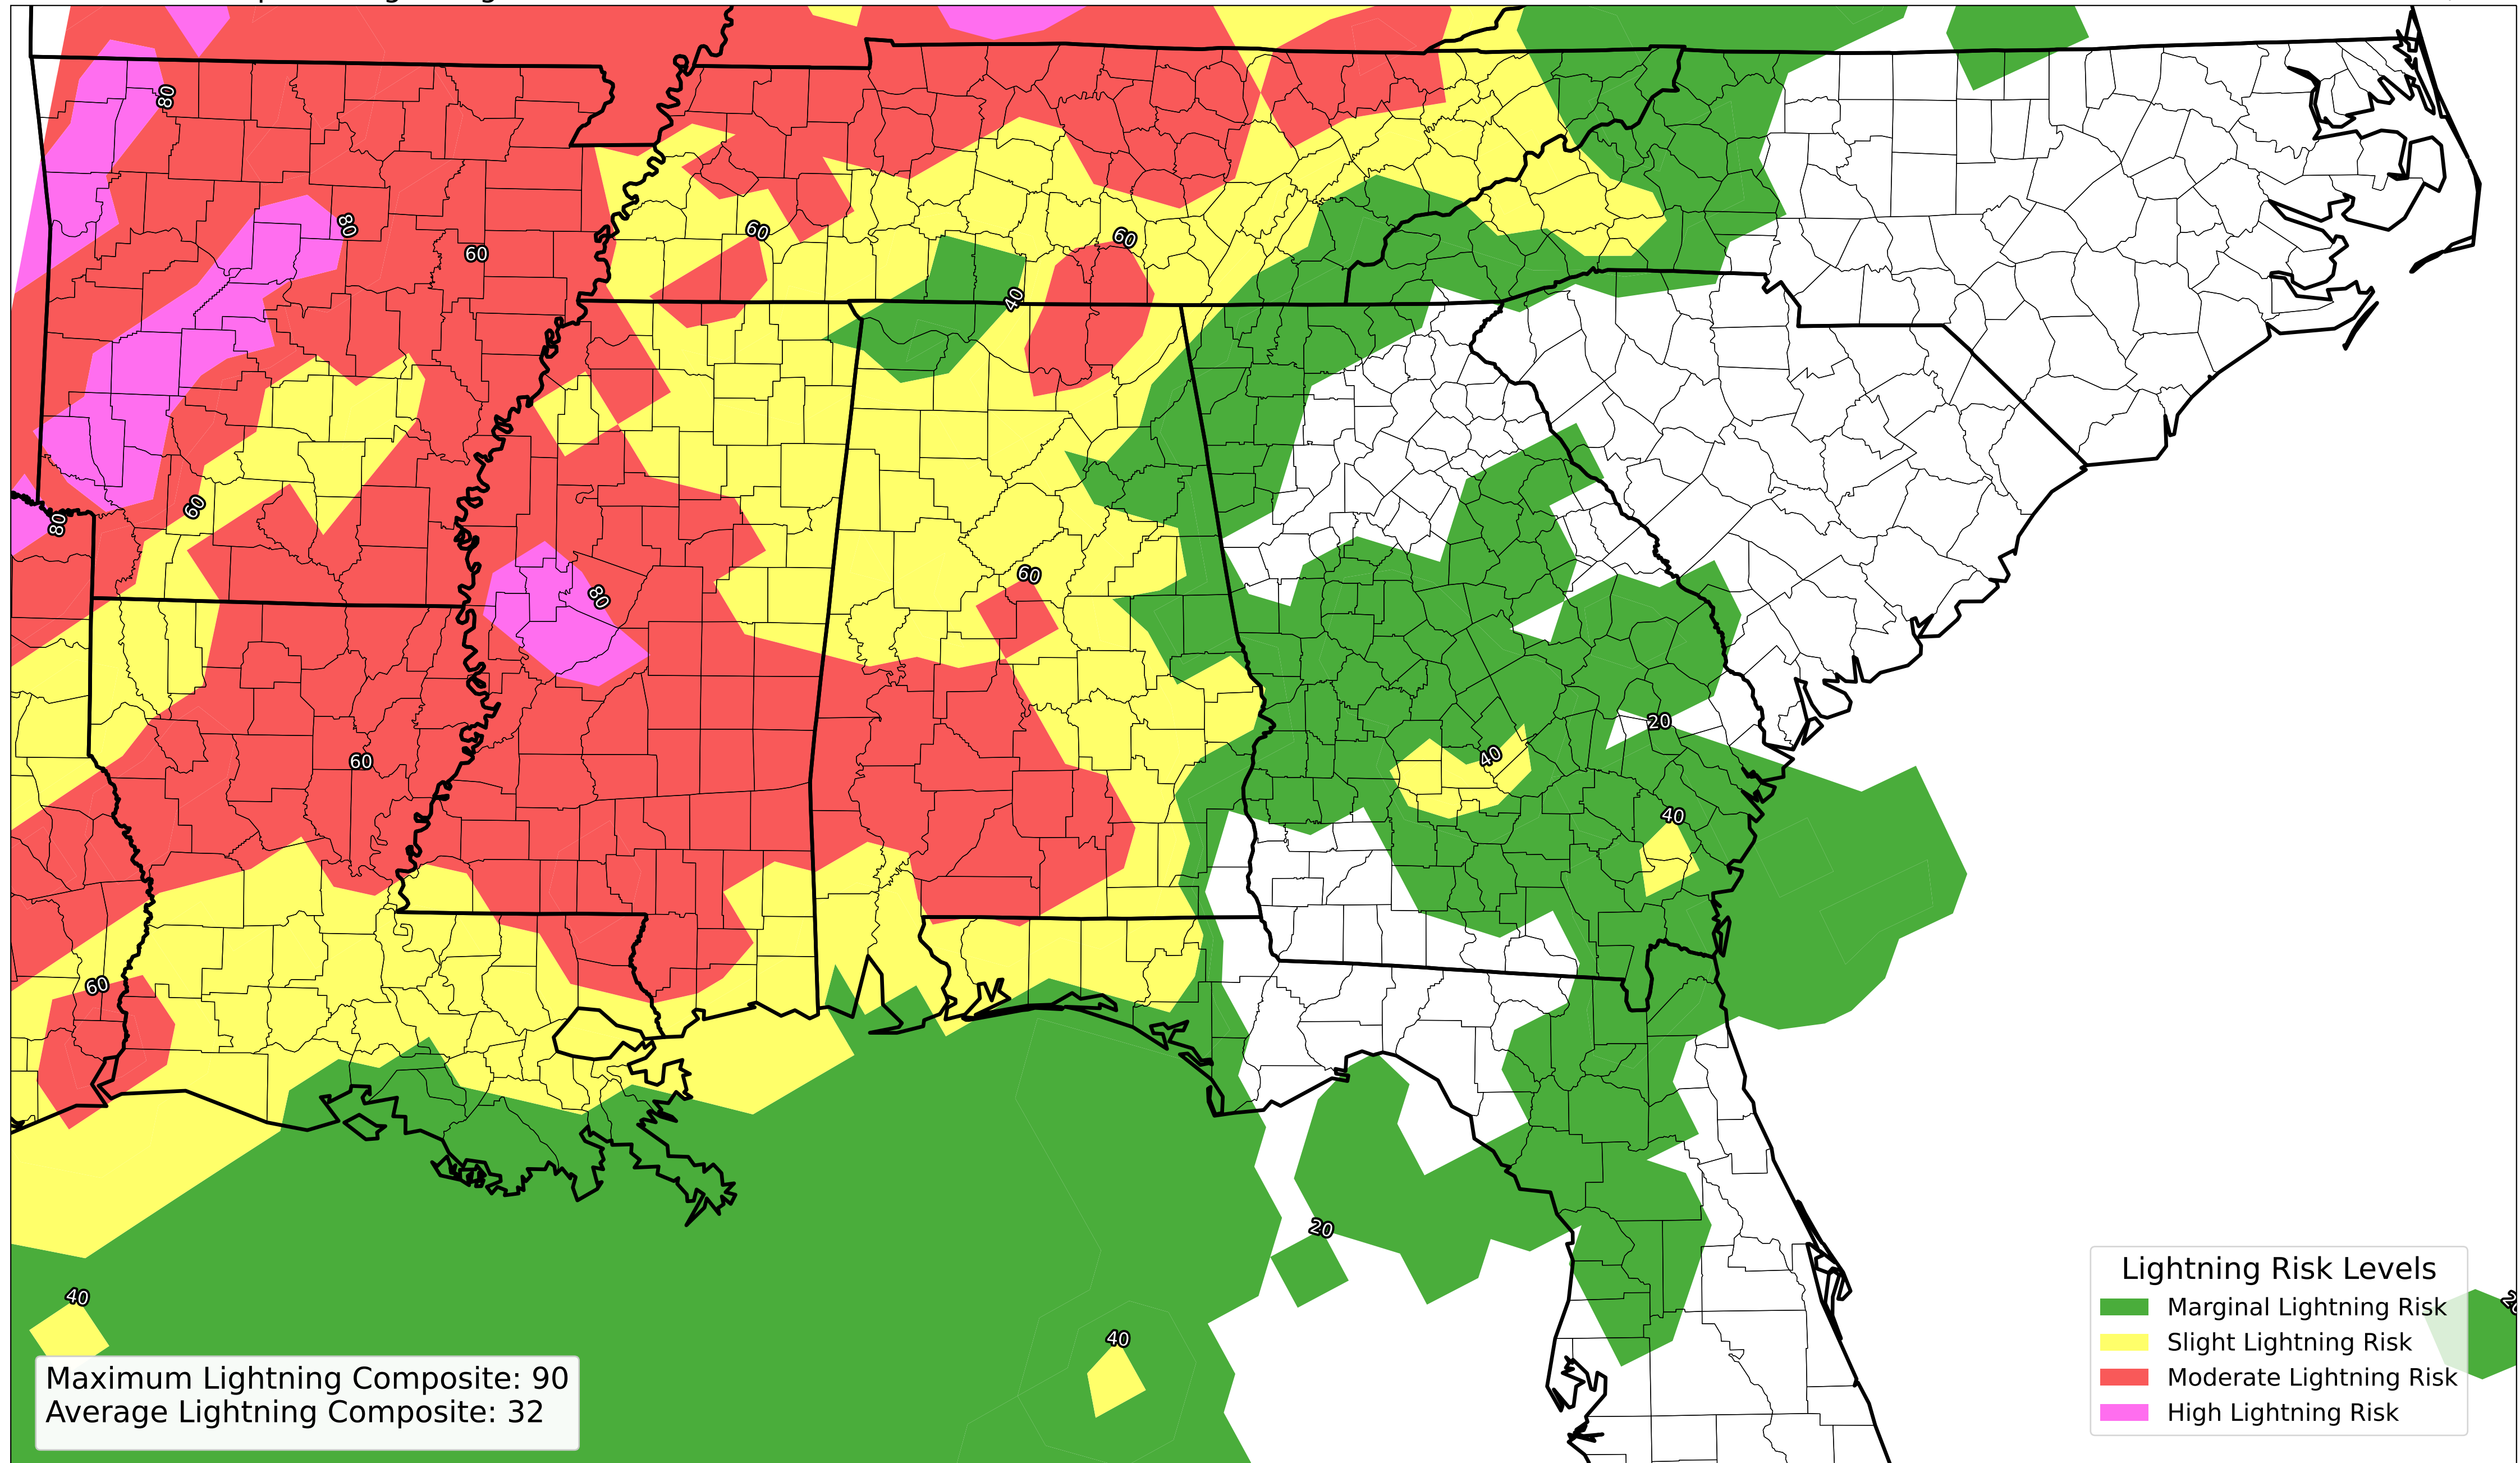 80
80
60
60
60
40
60
80
60
80
20
60
40
40
60
20
40
40
Lightning Risk Levels
Marginal Lightning Risk
Slight Lightning Risk
Moderate Lightning Risk
High Lightning Risk
Maximum Lightning Composite: 90
Average Lightning Composite: 32